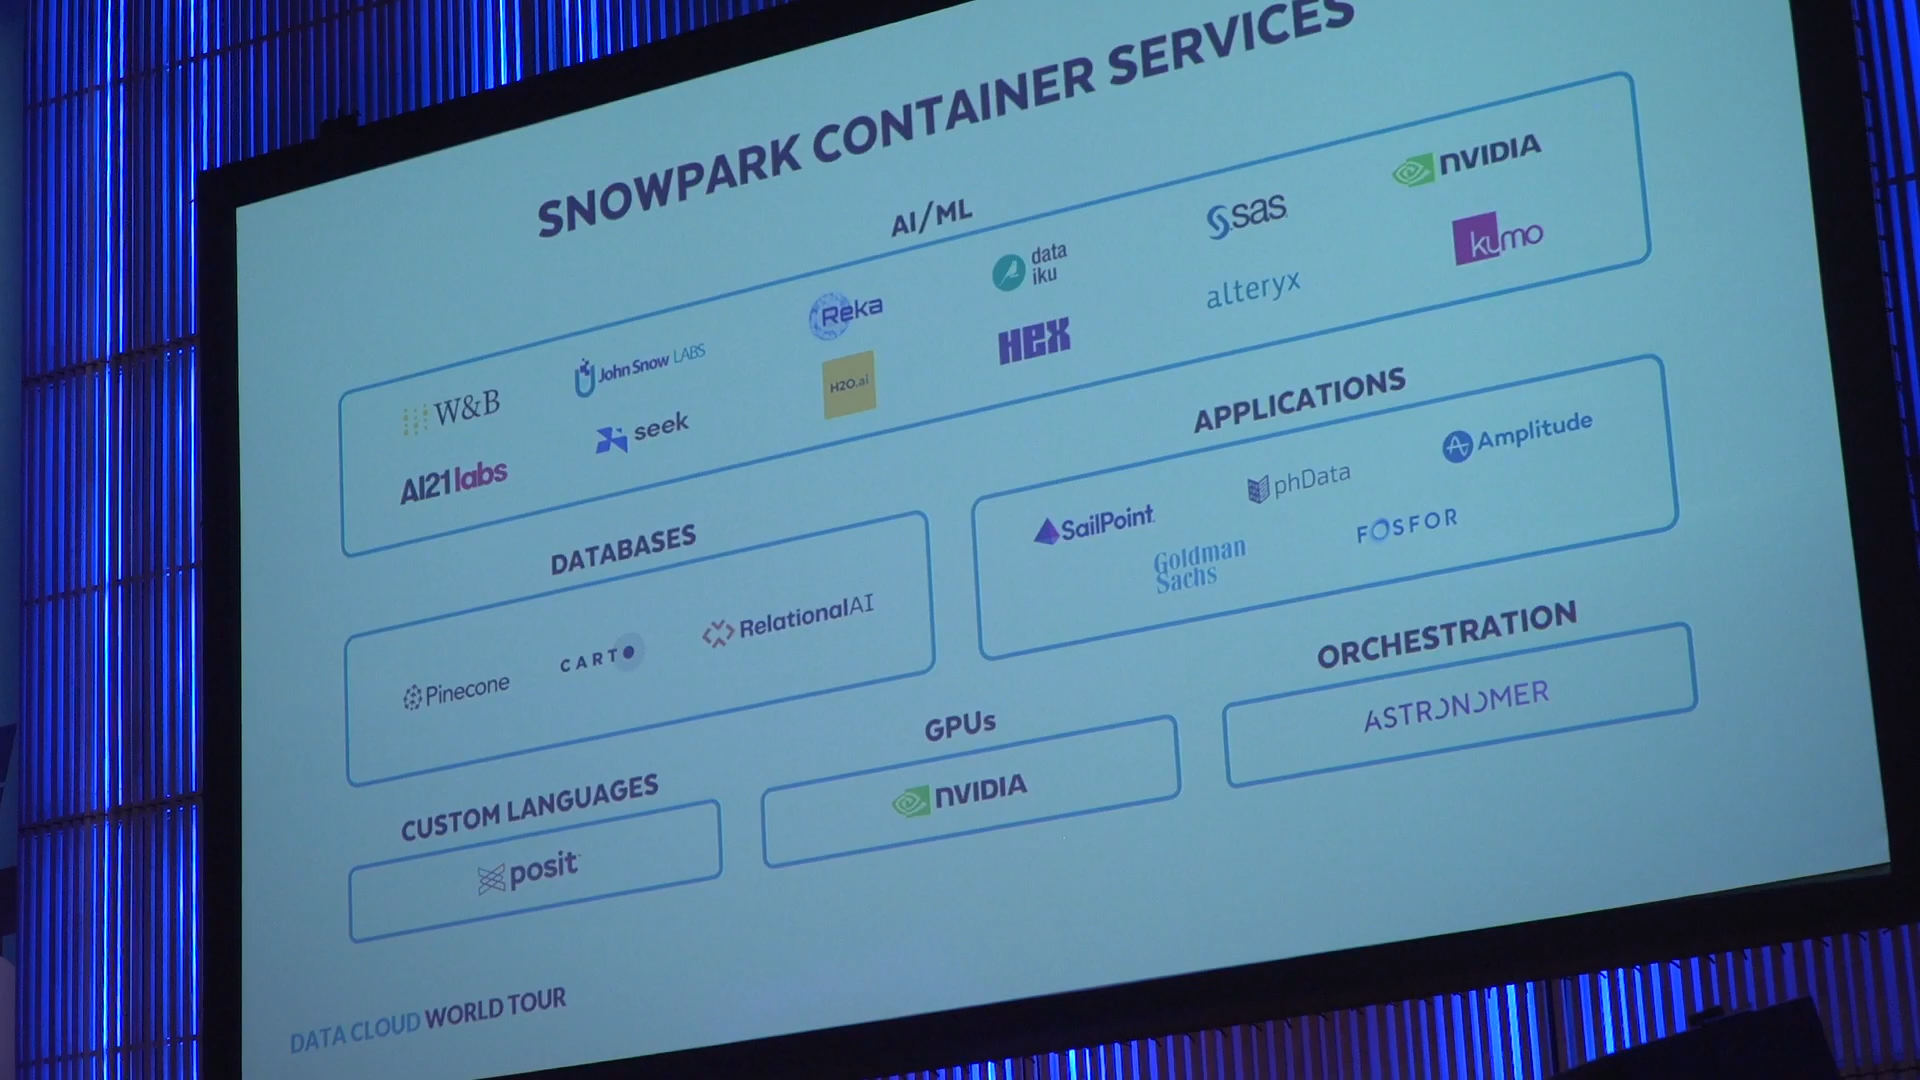 SNOWPARK CONTAINER SERVICES
AI/ML
W&B
John Snow LABS
Reka
data
iku
sas
NVIDIA
AI21labs
seek
H2O.ai
HEX
alteryx
kumo
DATABASES
Pinecone
CARTO
RelationalAI
APPLICATIONS
SailPoint
phData
Amplitude
Goldman
Sachs
FOSFOR
CUSTOM LANGUAGES
posit
GPUs
NVIDIA
ORCHESTRATION
ASTRONOMER
DATA CLOUD WORLD TOUR